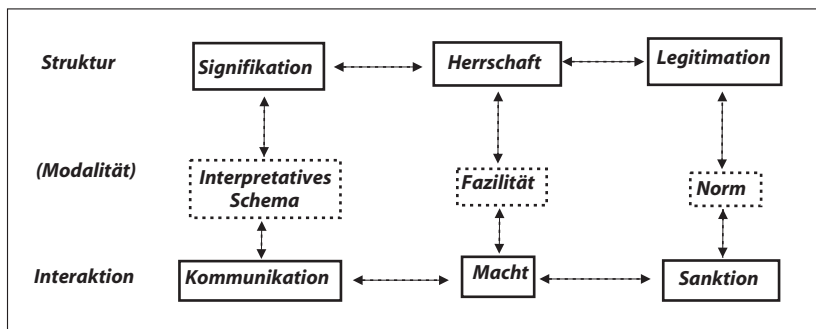 Struktur
Signifikation
Herrschaft
Legitimation
(Modalität)
Interpretatives
Schema
Fazilität
Norm
Interaktion
Kommunikation
Macht
Sanktion